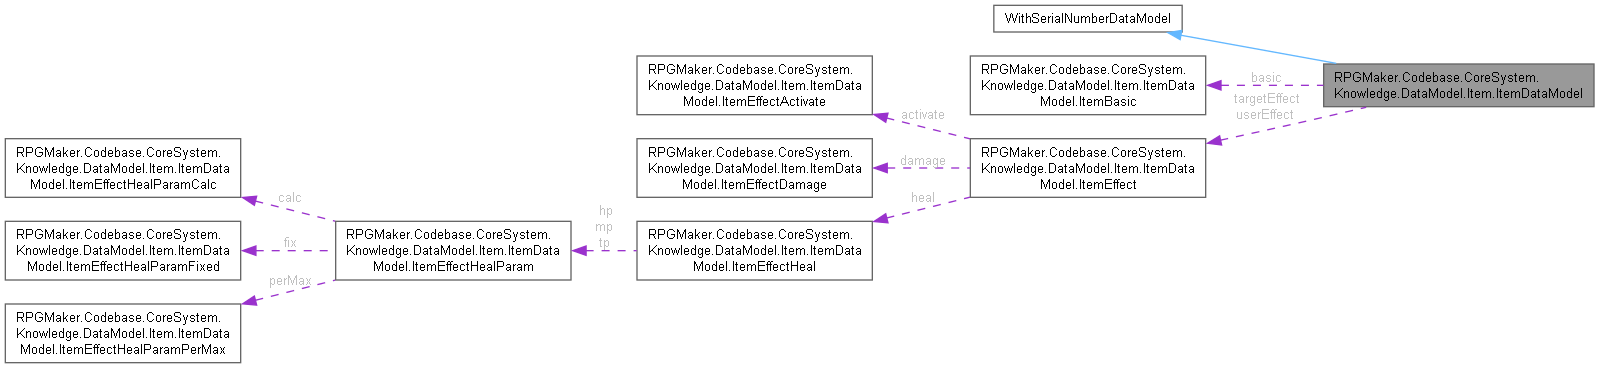 WithSerialNumberDataModel
RPGMaker.Codebase.CoreSystem.
Knowledge.DataModel.Item.ItemData
Model.ItemEffectActivate
RPGMaker.Codebase.CoreSystem.
Knowledge.DataModel.Item.ItemData
Model.ItemBasic
basic
RPGMaker.Codebase.CoreSystem.
Knowledge.DataModel.Item.ItemDataModel
targetEffect
userEffect
activate
RPGMaker.Codebase.CoreSystem.
Knowledge.DataModel.Item.ItemData
Model.ItemEffectHealParamCalc
RPGMaker.Codebase.CoreSystem.
Knowledge.DataModel.Item.ItemData
Model.ItemEffectDamage
damage
RPGMaker.Codebase.CoreSystem.
Knowledge.DataModel.Item.ItemData
Model.ItemEffect
calc
heal
hp
mp
tp
RPGMaker.Codebase.CoreSystem.
Knowledge.DataModel.Item.ItemData
Model.ItemEffectHealParamFixed
fix
RPGMaker.Codebase.CoreSystem.
Knowledge.DataModel.Item.ItemData
Model.ItemEffectHealParam
RPGMaker.Codebase.CoreSystem.
Knowledge.DataModel.Item.ItemData
Model.ItemEffectHeal
perMax
RPGMaker.Codebase.CoreSystem.
Knowledge.DataModel.Item.ItemData
Model.ItemEffectHealParamPerMax